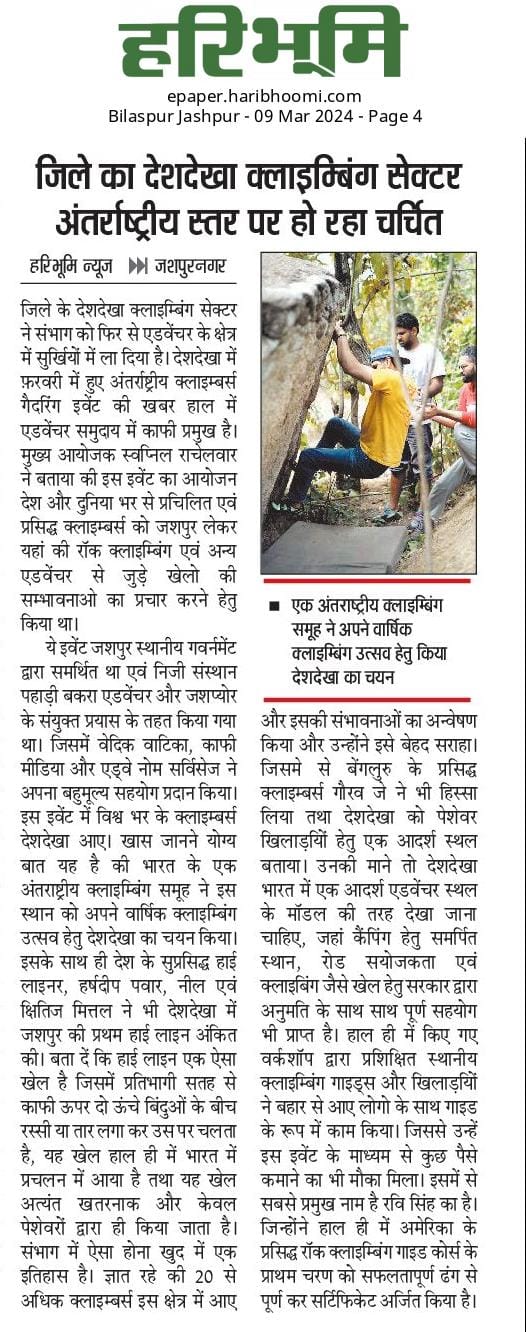 हरिभूमि
epaper.haribhoomi.com
Bilaspur Jashpur - 09 Mar 2024 - Page 4
जिले का देशदेखा क्लाइम्बिंग सेक्टर
अंतर्राष्ट्रीय स्तर पर हो रहा चर्चित
हरिभूमि न्यूज जशपुरनगर
जिले के देशदेखा क्लाइम्बिंग सेक्टर
ने संभाग को फिर से एडवेंचर के क्षेत्र
में सुर्खियों में ला दिया है। देशदेखा में
फ़रवरी में हुए अंतर्राष्ट्रीय क्लाइम्बर्स
गैदरिंग इवेंट की खबर हाल में
एडवेंचर समुदाय में काफी प्रमुख है।
मुख्य आयोजक स्वप्निल राचेलवार
ने बताया की इस इवेंट का आयोजन
देश और दुनिया भर से प्रचिलित एवं
प्रसिद्ध क्लाइम्बर्स को जशपुर लेकर
यहां की रॉक क्लाइम्बिंग एवं अन्य
एडवेंचर से जुड़े खेलो की
सम्भावनाओ का प्रचार करने हेतु
किया था।
ये इवेंट जशपुर स्थानीय गवर्नमेंट
द्वारा समर्थित था एवं निजी संस्थान
पहाड़ी बकरा एडवेंचर और जशप्योर
के संयुक्त प्रयास के तहत किया गया
था। जिसमें वेदिक वाटिका, काफी
मीडिया और एड्वे नोम सर्विसेज ने
अपना बहुमूल्य सहयोग प्रदान किया।
इस इवेंट में विश्व भर के क्लाइम्बर्स
देशदेखा आए। खास जानने योग्य
बात यह है की भारत के एक
अंतराष्ट्रीय क्लाइम्बिंग समूह ने इस
स्थान को अपने वार्षिक क्लाइम्बिंग
उत्सव हेतु देशदेखा का चयन किया।
इसके साथ ही देश के सुप्रसिद्ध हाई
लाइनर, हर्षदीप पवार, नील एवं
क्षितिज मित्तल ने भी देशदेखा में
जशपुर की प्रथम हाई लाइन अंकित
की। बता दें कि हाई लाइन एक ऐसा
खेल है जिसमें प्रतिभागी सतह से
काफी ऊपर दो ऊंचे बिंदुओं के बीच
रस्सी या तार लगा कर उस पर चलता
है, यह खेल हाल ही में भारत में
प्रचलन में आया है तथा यह खेल
अत्यंत खतरनाक और केवल
पेशेवरों द्वारा ही किया जाता है।
संभाग में ऐसा होना खुद में एक
इतिहास है। ज्ञात रहे की 20 से
अधिक क्लाइम्बर्स इस क्षेत्र में आए
एक अंतराष्ट्रीय क्लाइम्बिंग
समूह ने अपने वार्षिक
क्लाइम्बिंग उत्सव हेतु किया
देशदेखा का चयन
और इसकी संभावनाओं का अन्वेषण
किया और उन्होंने इसे बेहद सराहा।
जिसमे से बेंगलुरु के प्रसिद्ध
क्लाइम्बर्स गौरव जे ने भी हिस्सा
लिया तथा देशदेखा को पेशेवर
खिलाड़यिों हेतु एक आदर्श स्थल
बताया। उनकी माने तो देशदेखा
भारत में एक आदर्श एडवेंचर स्थल
के मॉडल की तरह देखा जाना
चाहिए, जहां कैंपिंग हेतु समर्पित
स्थान, रोड सयोजकता एवं
क्लाइबिंग जैसे खेल हेतु सरकार द्वारा
अनुमति के साथ साथ पूर्ण सहयोग
भी प्राप्त है। हाल ही में किए गए
वर्कशॉप द्वारा प्रशिक्षित स्थानीय
क्लाइम्बिंग गाइड्स और खिलाड़यिों
ने बहार से आए लोगो के साथ गाइड
के रूप में काम किया। जिससे उन्हें
इस इवेंट के माध्यम से कुछ पैसे
कमाने का भी मौका मिला। इसमें से
सबसे प्रमुख नाम है रवि सिंह का है।
जिन्होंने हाल ही में अमेरिका के
प्रसिद्ध रॉक क्लाइम्बिंग गाइड कोर्स के
प्राथम चरण को सफलतापूर्ण ढंग से
पूर्ण कर सर्टिफिकेट अर्जित किया है।